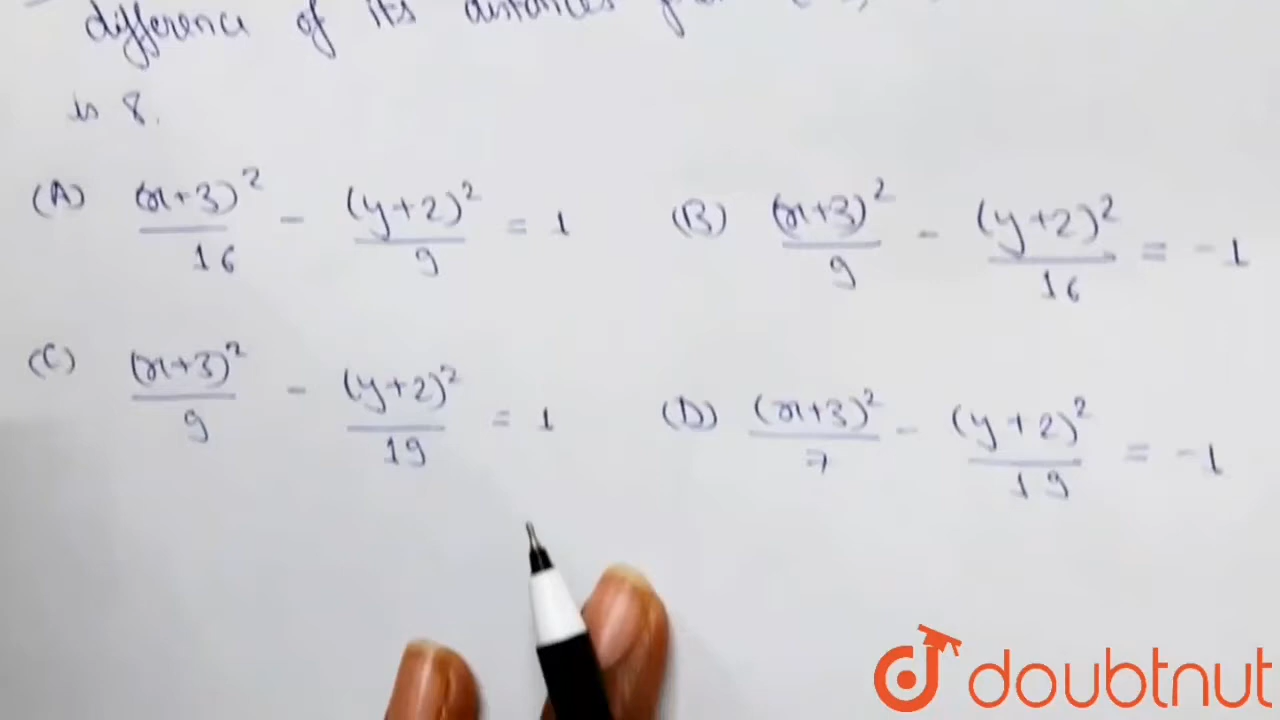 difference of its distances
is 8.
(A) (x+3)²/16 - (y+2)²/9 = 1 (B) (x+3)²/9 - (y+2)²/16 = -1
(C) (x+3)²/9 - (y+2)²/19 = 1 (D) (x+3)²/7 - (y+2)²/19 = -1
doubtnut